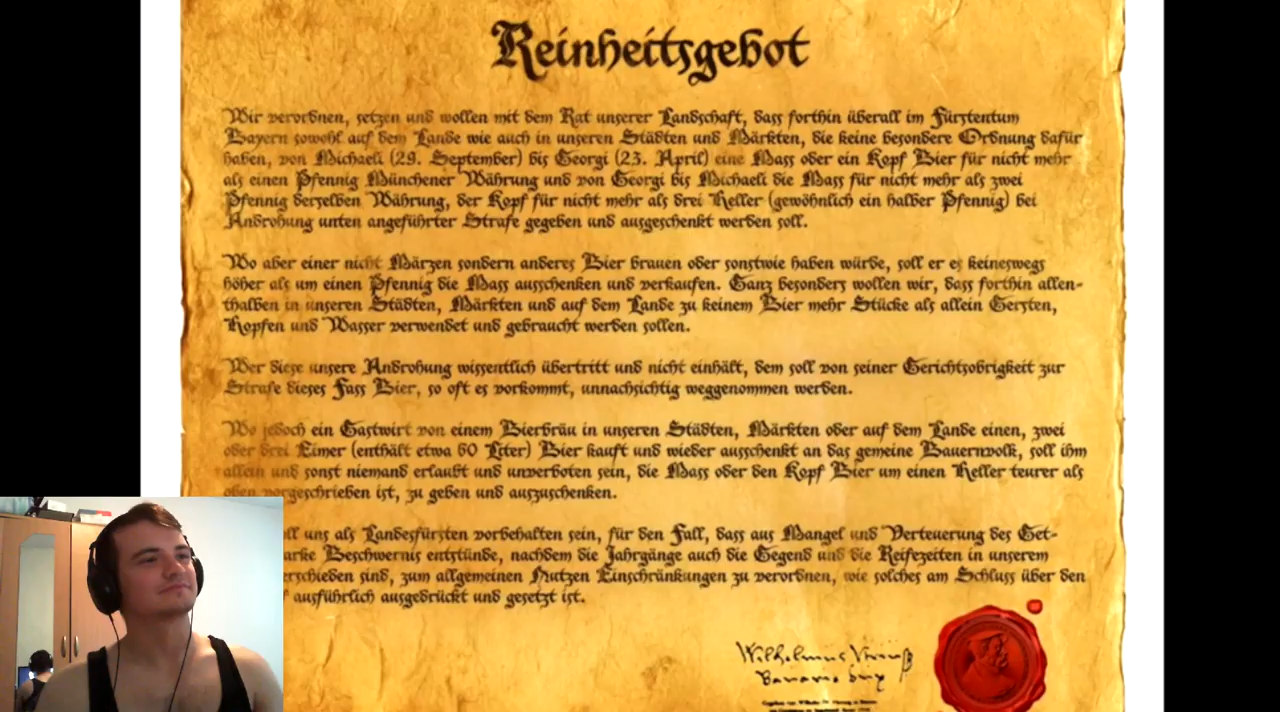 Reinheitsgebot
Wir verordnen, setzen und wollen mit dem Rat unserer Landschaft, dass forthin überall im Fürstentum
Bayern sowohl auf dem Lande wie auch in unseren Städten und Märkten, die keine besondere Ordnung dafür
haben, von Michaeli (29. September) bis Georgi (23. April) eine Mass oder ein Kopf Bier für nicht mehr
als einen Pfennig Münchener Währung und von Georgi bis Michaeli die Mass für nicht mehr als zwei
Pfennig derselben Währung, der Kopf für nicht mehr als drei Heller (gewöhnlich ein halber Pfennig) bei
Androhung unten angeführter Strafe gegeben und ausgeschenkt werden soll.
Wo aber einer nicht Märzen sondern anderes Bier brauen oder sonstwie haben würde, soll er es keineswegs
höher als um einen Pfennig die Mass ausschenken und verkaufen. Ganz besonders wollen wir, dass forthin allen-
thalben in unseren Städten, Märkten und auf dem Lande zu keinem Bier mehr Stücke als allein Gersten,
Hopfen und Wasser verwendet und gebraucht werden sollen.
Wer diese unsere Androhung wissentlich übertritt und nicht einhält, dem soll von seiner Gerichtsobrigkeit zur
Strafe dieses Fass Bier, so oft es vorkommt, unnachsichtig weggenommen werden.
Wo jedoch ein Gastwirt von einem Bierbräu in unseren Städten, Märkten oder auf dem Lande einen, zwei
oder drei Eimer (enthält etwa 60 Liter) Bier kauft und wieder ausschenkt an das gemeine Bauernvolk, soll ihm
allein und sonst niemand erlaubt und unverboten sein, die Mass oder den Kopf Bier um einen Heller teurer als
oben vorgeschrieben ist, zu geben und auszuschenken.
ll uns als Landesfürsten vorbehalten sein, für den Fall, dass aus Mangel und Verteuerung des Get-
arke Beschwernis entstünde, nachdem die Jahrgänge auch die Gegend und die Reifezeiten in unserem
erschieden sind, zum allgemeinen Nutzen Einschränkungen zu verordnen, wie solches am Schluss über den
f ausführlich ausgedrückt und gesetzt ist.